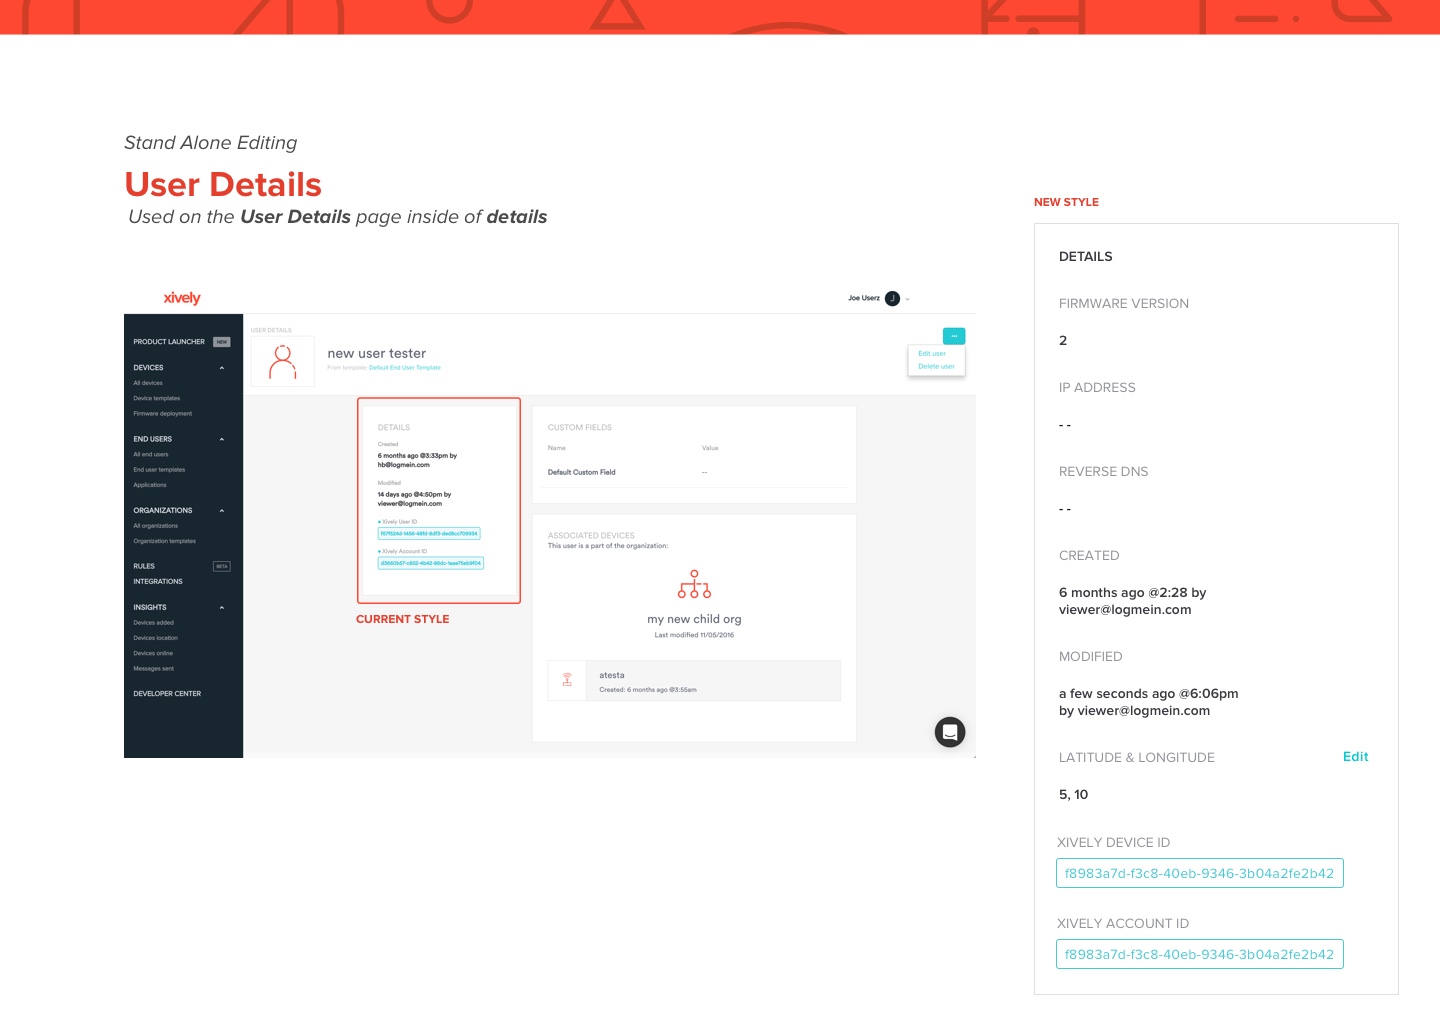 Stand Alone Editing
User Details
Used on the User Details page inside of details
xively
Joe Userz
J
PRODUCT LAUNCHER
NEW
DEVICES
All devices
Device templates
Firmware deployment
END USERS
All end users
End user templates
Applications
ORGANIZATIONS
All organizations
Organization templates
RULES
BETA
INTEGRATIONS
INSIGHTS
Devices added
Devices location
Devices online
Messages sent
DEVELOPER CENTER
USER DETAILS
new user tester
From template Default End User Template
Edit user
Delete user
DETAILS
Created
6 months ago @3:33pm by
hb@logmein.com
Modified
14 days ago @4:50pm by
viewer@logmein.com
Xively User ID
Xively Account ID
CURRENT STYLE
CUSTOM FIELDS
Name Value
Default Custom Field --
ASSOCIATED DEVICES
This user is a part of the organization:
my new child org
Last modified 11/05/2016
atesta
Created: 6 months ago @3:55am
NEW STYLE
DETAILS
FIRMWARE VERSION
2
IP ADDRESS
- -
REVERSE DNS
- -
CREATED
6 months ago @2:28 by
viewer@logmein.com
MODIFIED
a few seconds ago @6:06pm
by viewer@logmein.com
LATITUDE & LONGITUDE Edit
5, 10
XIVELY DEVICE ID
f8983a7d-f3c8-40eb-9346-3b04a2fe2b42
XIVELY ACCOUNT ID
f8983a7d-f3c8-40eb-9346-3b04a2fe2b42